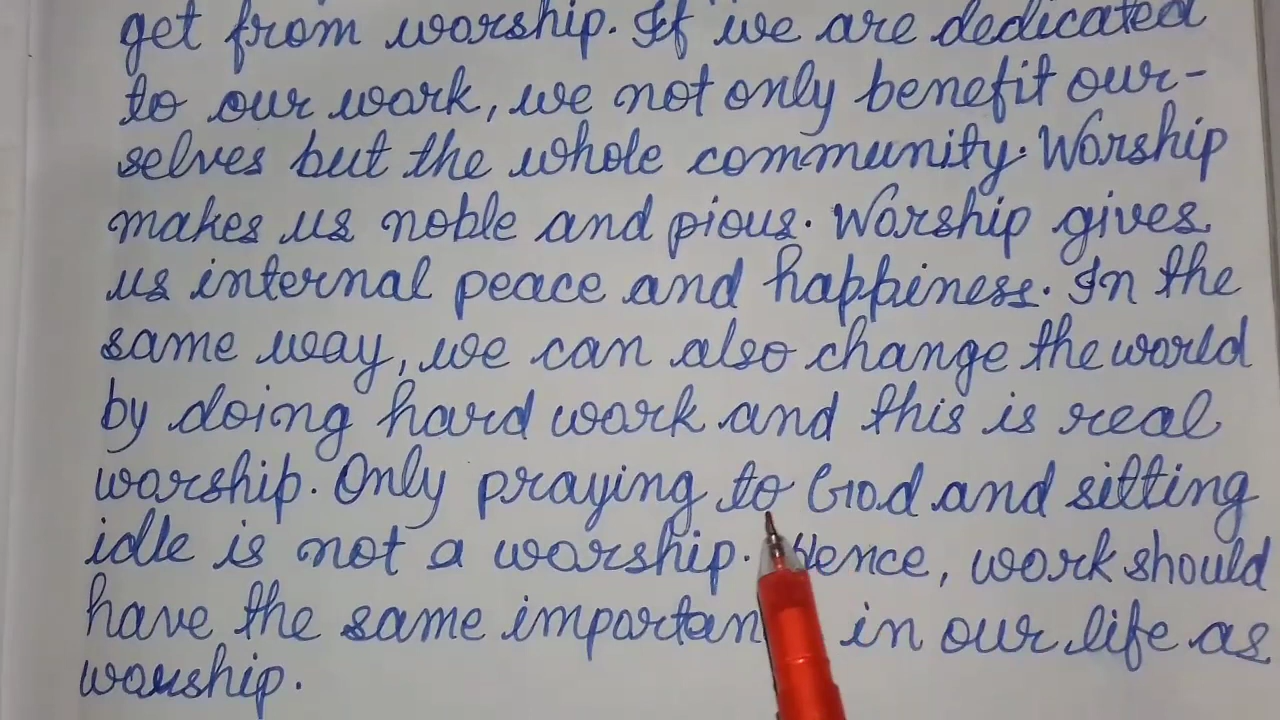 get from worship. If we are dedicated
to our work, we not only benefit our-
selves but the whole community. Worship
makes us noble and pious. Worship gives
us internal peace and happiness. In the
same way, we can also change the world
by doing hard work and this is real
worship. Only praying to God and sitting
idle is not a worship. Hence, work should
have the same in our life as
worship.